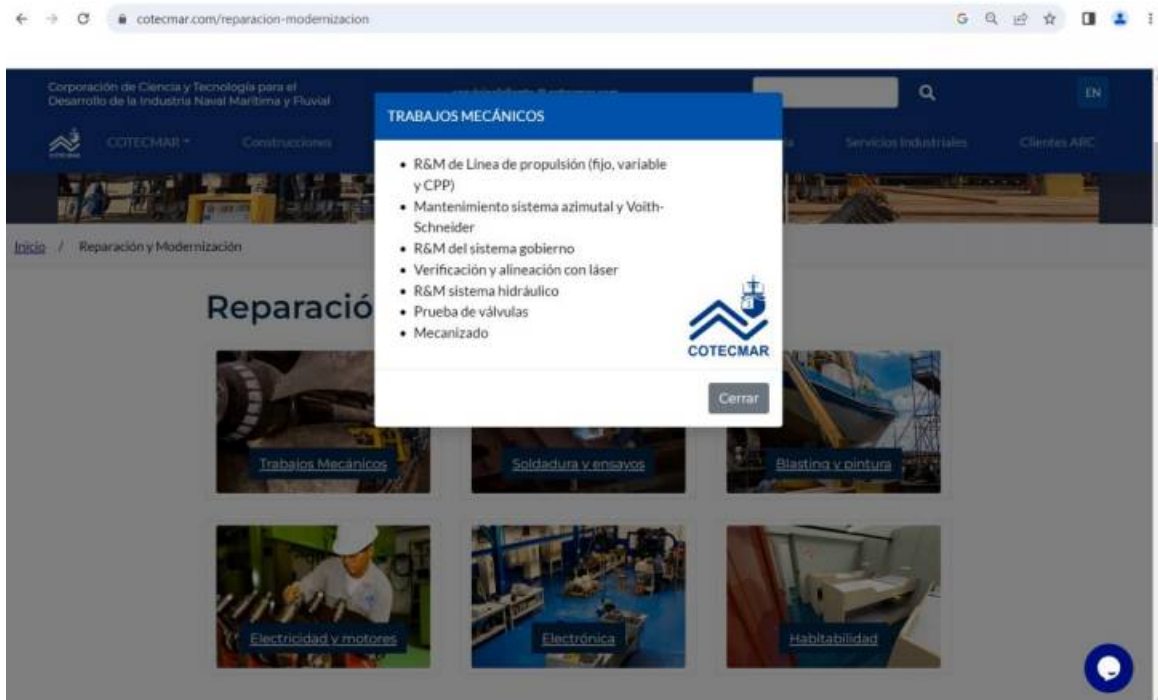 cotecmar.com/reparacion-modernizacion
Corporación de Ciencia y Tecnología para el
Desarrollo de la Industria Naval Marítima y Fluvial
EN
COTECMAR
Construcciones
Servicios Industriales
Clientes ARC
TRABAJOS MECÁNICOS
• R&M de Línea de propulsión (fijo, variable
y CPP)
• Mantenimiento sistema azimutal y Voith-
Schneider
• R&M del sistema gobierno
• Verificación y alineación con láser
• R&M sistema hidráulico
• Prueba de válvulas
• Mecanizado
COTECMAR
Cerrar
Inicio / Reparación y Modernización
Reparació
Trabajos Mecánicos
Soldadura y ensayos
Blasting y pintura
Electricidad y motores
Electrónica
Habitabilidad